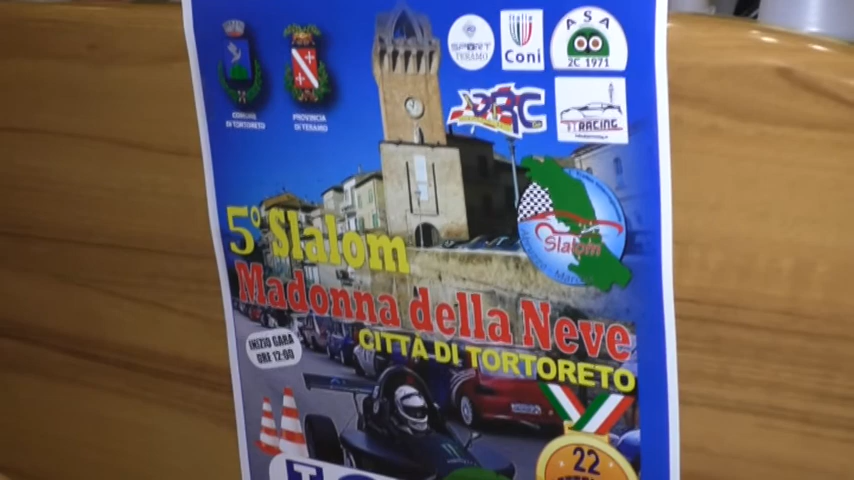 COMUNE
DI TORTORETO
PROVINCIA
DI TERAMO
SPORT
TERAMO
Italia
Coni
ASA
2C 1971
RACING
Slalom
5° Slalom
Madonna della Neve
CITTÀ DI TORTORETO
INIZIO GARA
ORE 12:00
22